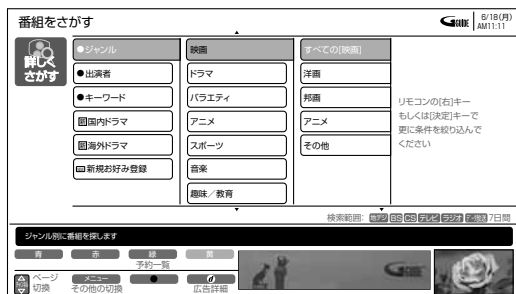 番組をさがす
G GUIDE 6/18(月)
AM11:11
詳しく
さがす
●ジャンル
●出演者
●キーワード
国内ドラマ
海外ドラマ
新規お好み登録
映画
ドラマ
バラエティ
アニメ
スポーツ
音楽
趣味／教育
すべての[映画]
洋画
邦画
アニメ
その他
リモコンの[右]キー
もしくは[決定]キーで
更に条件を絞り込んで
ください
検索範囲: 地デジ BS CS テレビ ラジオ 7日間
ジャンル別に番組を探します
青 赤 緑 黄
予約一覧
ページ
切換
メニュー
その他の切換
d
広告詳細
G GUIDE